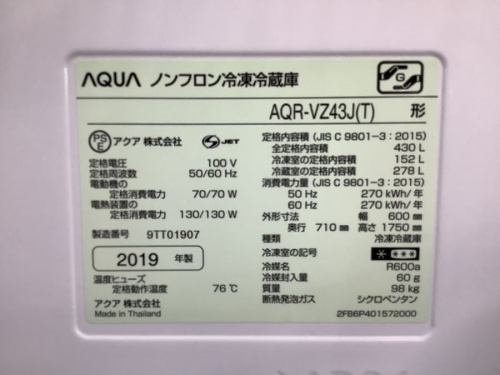 AQUA ノンフロン冷凍冷蔵庫
G
AQR-VZ43J(T) 形
PSE アクア 株式会社 S-JET
定格電圧 100 V
定格周波数 50/60 Hz
電動機の
定格消費電力 70/70 W
電熱装置の
定格消費電力 130/130 W
製造番号 9TT01907
2019 年製
温度ヒューズ
定格動作温度 76℃
アクア 株式会社
Made in Thailand
定格内容積 (JIS C 9801-3 : 2015)
全定格内容積 430 L
冷凍室の定格内容積 152 L
冷蔵室の定格内容積 278 L
消費電力量 (JIS C 9801-3 : 2015)
50 Hz 270 kWh/年
60 Hz 270 kWh/年
外形寸法 幅 600 mm
奥行 710 mm 高さ 1750 mm
種類 冷凍冷蔵庫
冷凍室の記号
冷媒名 R600a
冷媒封入量 60 g
質量 98 kg
断熱発泡ガス シクロペンタン
2FB6P401572000